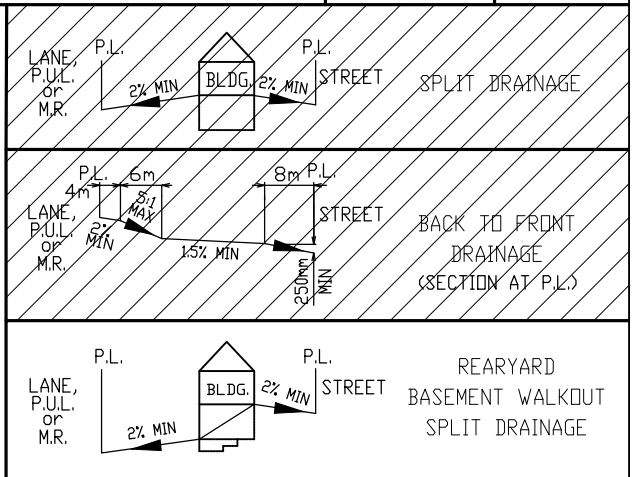 P.L.
P.L.
LANE,
P.U.L.
or
M.R.
2% MIN
BLDG.
2% MIN
STREET
SPLIT DRAINAGE
P.L.
6m
8m
P.L.
4m
5:1
MAX
LANE,
P.U.L.
or
M.R.
2%
MIN
1.5% MIN
250mm
MIN
STREET
BACK TO FRONT
DRAINAGE
(SECTION AT P.L.)
P.L.
P.L.
LANE,
P.U.L.
or
M.R.
2% MIN
BLDG.
2% MIN
STREET
REARYARD
BASEMENT WALKOUT
SPLIT DRAINAGE